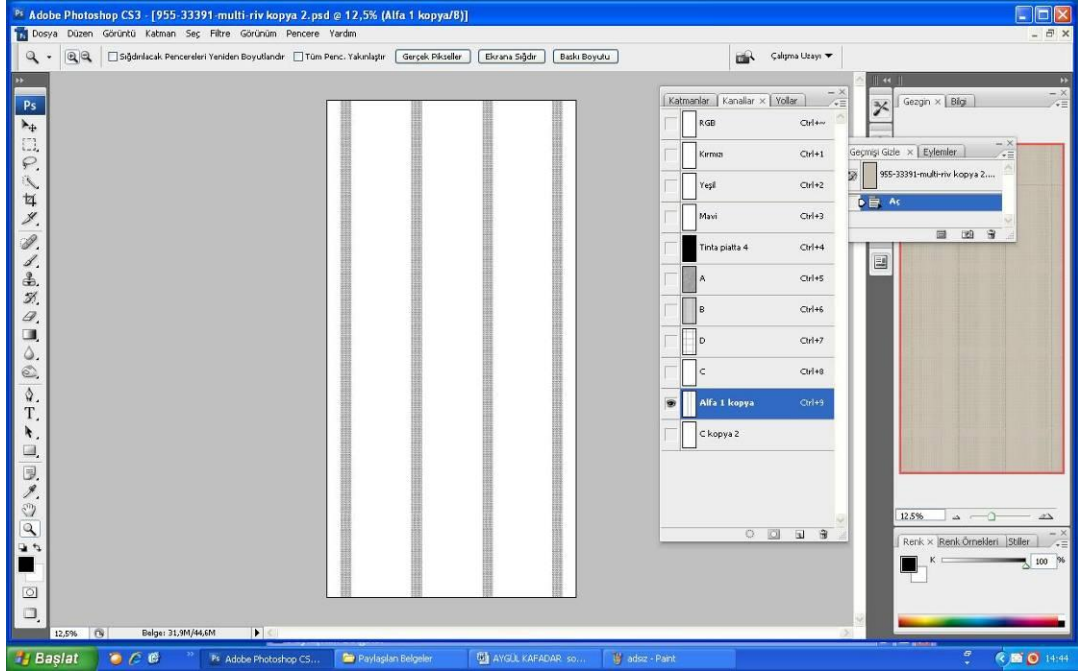 Adobe Photoshop CS3 - [955-33391-multi-riv kopya 2.psd @ 12,5% (Alfa 1 kopya/8)]
Dosya Düzen Görüntü Katman Seç Filtre Görünüm Pencere Yardım
Sığdırılacak Pencereleri Yeniden Boyutlandır Tüm Penc. Yakınlaştır Gerçek Pikseller Ekrana Sığdır Baskı Boyutu Çalışma Uzayı
Ps
Katmanlar Kanallar × Yollar
RGB Ctrl+~
Kırmızı Ctrl+1
Yeşil Ctrl+2
Mavi Ctrl+3
Tinta piatta 4 Ctrl+4
A Ctrl+5
B Ctrl+6
D Ctrl+7
C Ctrl+8
Alfa 1 kopya Ctrl+9
C kopya 2
Gezgin × Bilgi
Geçmişi Gizle × Eylemler
955-33391-multi-riv kopya 2....
Aç
12,5%
Renk × Renk Örnekleri Stiller
K 100 %
12,5% Belge: 31,9M/44,6M
Başlat Adobe Photoshop CS... Paylaşılan Belgeler AYGÜL KAFADAR so... adsız - Paint 14:44